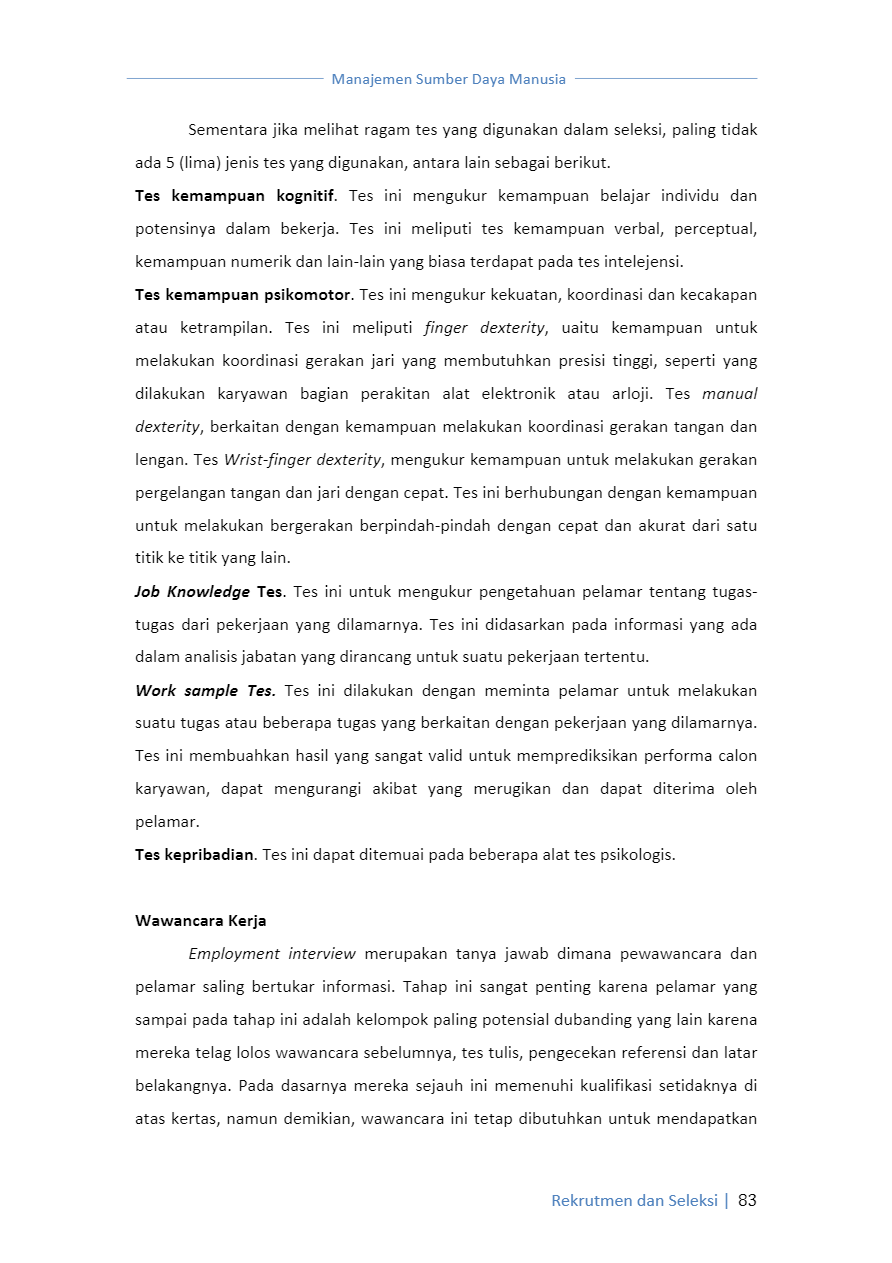 Manajemen Sumber Daya Manusia
Sementara jika melihat ragam tes yang digunakan dalam seleksi, paling tidak
ada 5 (lima) jenis tes yang digunakan, antara lain sebagai berikut.
Tes kemampuan kognitif. Tes ini mengukur kemampuan belajar individu dan
potensinya dalam bekerja. Tes ini meliputi tes kemampuan verbal, perceptual,
kemampuan numerik dan lain-lain yang biasa terdapat pada tes intelejensi.
Tes kemampuan psikomotor. Tes ini mengukur kekuatan, koordinasi dan kecakapan
atau ketrampilan. Tes ini meliputi finger dexterity, uaitu kemampuan untuk
melakukan koordinasi gerakan jari yang membutuhkan presisi tinggi, seperti yang
dilakukan karyawan bagian perakitan alat elektronik atau arloji. Tes manual
dexterity, berkaitan dengan kemampuan melakukan koordinasi gerakan tangan dan
lengan. Tes Wrist-finger dexterity, mengukur kemampuan untuk melakukan gerakan
pergelangan tangan dan jari dengan cepat. Tes ini berhubungan dengan kemampuan
untuk melakukan bergerakan berpindah-pindah dengan cepat dan akurat dari satu
titik ke titik yang lain.
Job Knowledge Tes. Tes ini untuk mengukur pengetahuan pelamar tentang tugas-
tugas dari pekerjaan yang dilamarnya. Tes ini didasarkan pada informasi yang ada
dalam analisis jabatan yang dirancang untuk suatu pekerjaan tertentu.
Work sample Tes. Tes ini dilakukan dengan meminta pelamar untuk melakukan
suatu tugas atau beberapa tugas yang berkaitan dengan pekerjaan yang dilamarnya.
Tes ini membuahkan hasil yang sangat valid untuk memprediksikan performa calon
karyawan, dapat mengurangi akibat yang merugikan dan dapat diterima oleh
pelamar.
Tes kepribadian. Tes ini dapat ditemuai pada beberapa alat tes psikologis.
Wawancara Kerja
Employment interview merupakan tanya jawab dimana pewawancara dan
pelamar saling bertukar informasi. Tahap ini sangat penting karena pelamar yang
sampai pada tahap ini adalah kelompok paling potensial dubanding yang lain karena
mereka telag lolos wawancara sebelumnya, tes tulis, pengecekan referensi dan latar
belakangnya. Pada dasarnya mereka sejauh ini memenuhi kualifikasi setidaknya di
atas kertas, namun demikian, wawancara ini tetap dibutuhkan untuk mendapatkan
Rekrutmen dan Seleksi | 83